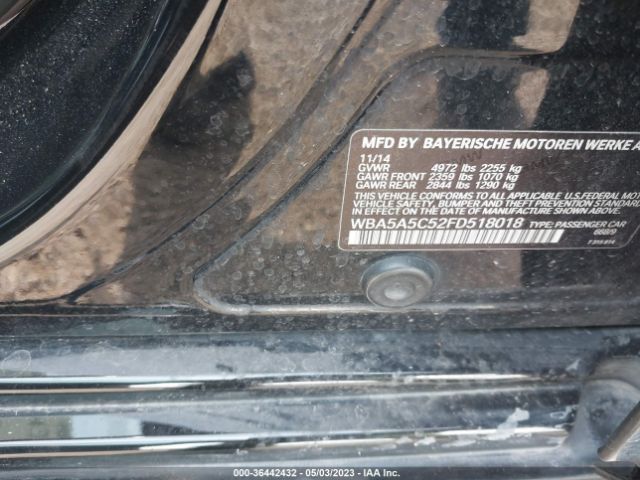 MFD BY BAYERISCHE MOTOREN WERKE A
11/14
GVWR 4972 lbs 2255 kg
GAWR FRONT 2359 lbs 1070 kg
GAWR REAR 2844 lbs 1290 kg
THIS VEHICLE CONFORMS TO ALL APPLICABLE U.S. FEDERAL MOT
VEHICLE SAFETY, BUMPER, AND THEFT PREVENTION STANDARD
IN EFFECT ON THE DATE OF MANUFACTURE SHOWN ABOVE.
WBA5A5C52FD518018 TYPE: PASSENGER CAR
000-36442432 - 05/03/2023 - IAA Inc.